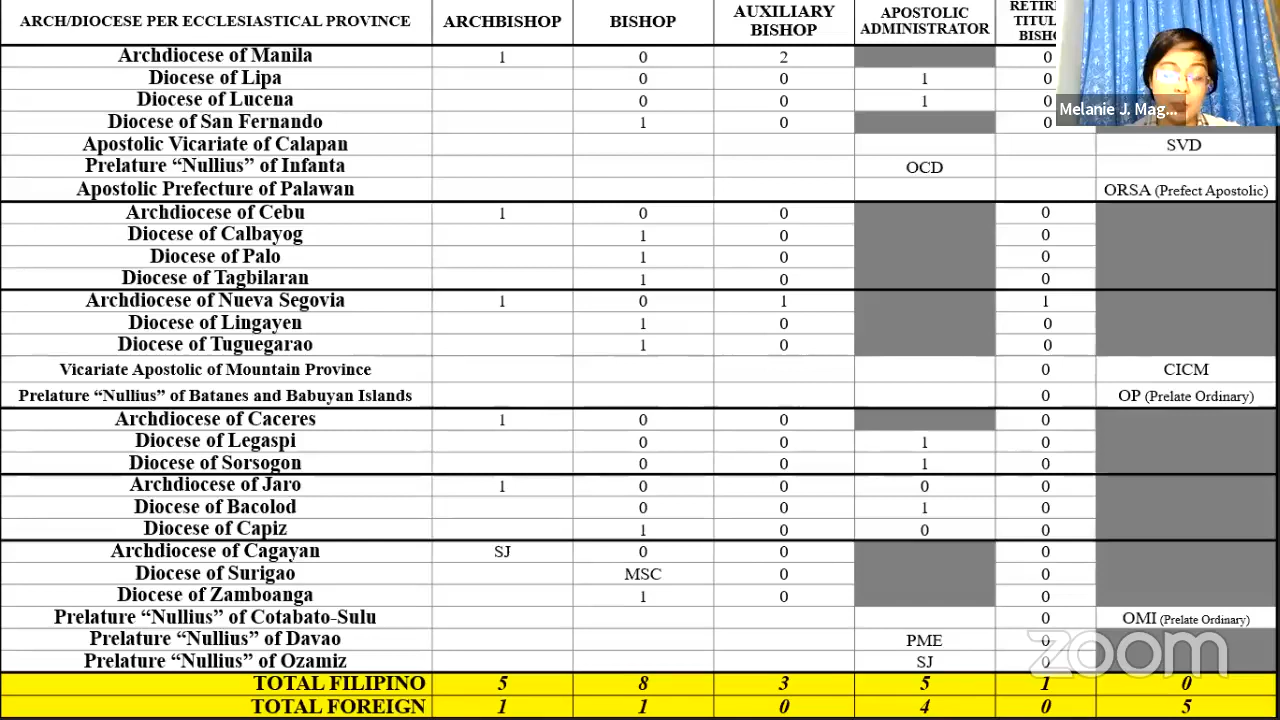 ARCH/DIOCESE PER ECCLESIASTICAL PROVINCE ARCHBISHOP BISHOP AUXILIARY BISHOP APOSTOLIC ADMINISTRATOR
Archdiocese of Manila 1 0 2 0
Diocese of Lipa 0 0 1 0
Diocese of Lucena 0 0 1 0
Diocese of San Fernando 1 0 0
Melanie J. Mag...
Apostolic Vicariate of Calapan SVD
Prelature “Nullius” of Infanta OCD
Apostolic Prefecture of Palawan ORSA (Prefect Apostolic)
Archdiocese of Cebu 1 0 0 0
Diocese of Calbayog 1 0 0
Diocese of Palo 1 0 0
Diocese of Tagbilaran 1 0 0
Archdiocese of Nueva Segovia 1 0 1 1
Diocese of Lingayen 1 0 0
Diocese of Tuguegarao 1 0 0
Vicariate Apostolic of Mountain Province 0 CICM
Prelature “Nullius” of Batanes and Babuyan Islands 0 OP (Prelate Ordinary)
Archdiocese of Caceres 1 0 0 0
Diocese of Legaspi 0 0 1 0
Diocese of Sorsogon 0 0 1 0
Archdiocese of Jaro 1 0 0 0 0
Diocese of Bacolod 0 0 1 0
Diocese of Capiz 1 0 0 0
Archdiocese of Cagayan SJ 0 0 0
Diocese of Surigao MSC 0 0
Diocese of Zamboanga 1 0 0
Prelature “Nullius” of Cotabato-Sulu 0 OMI (Prelate Ordinary)
Prelature “Nullius” of Davao PME 0
Prelature “Nullius” of Ozamiz SJ 0
zoom
TOTAL FILIPINO 5 8 3 5 1 0
TOTAL FOREIGN 1 1 0 4 0 5